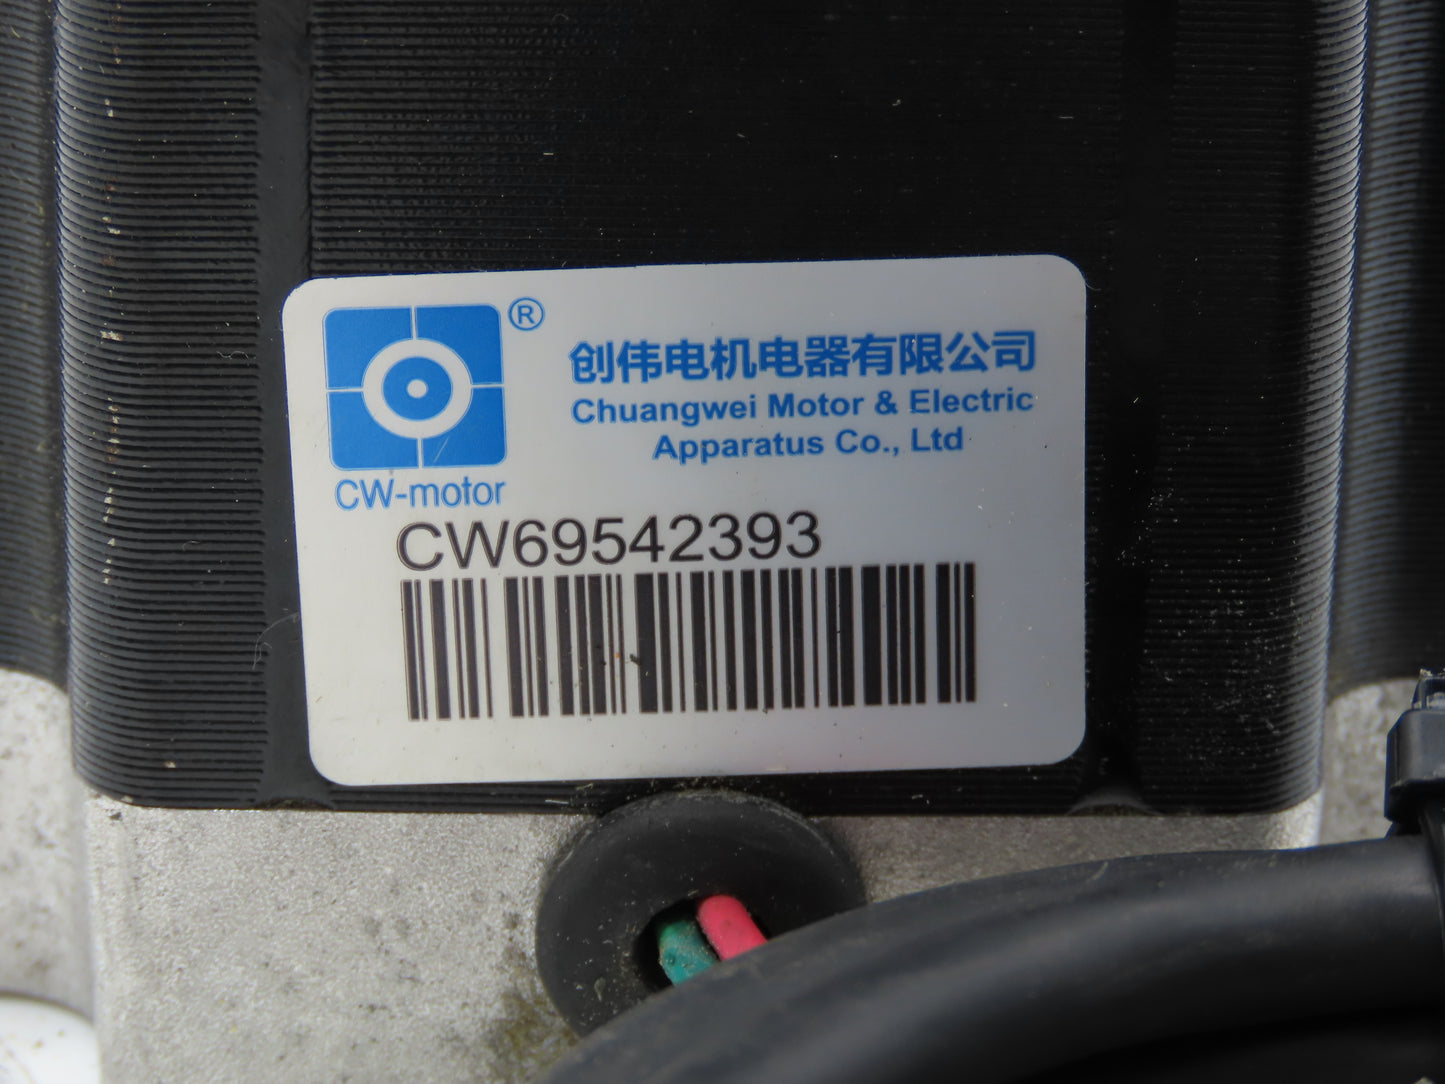 ®
创伟电机电器有限公司
Chuangwei Motor & Electric
Apparatus Co., Ltd
CW-motor
CW69542393